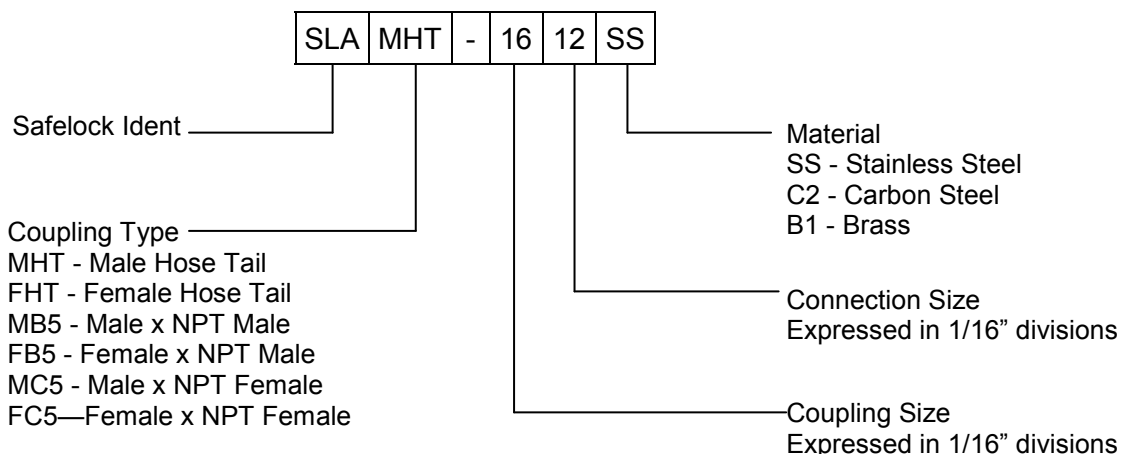 SLA MHT - 16 12 SS
Safelock Ident
Coupling Type
MHT - Male Hose Tail
FHT - Female Hose Tail
MB5 - Male x NPT Male
FB5 - Female x NPT Male
MC5 - Male x NPT Female
FC5—Female x NPT Female
Material
SS - Stainless Steel
C2 - Carbon Steel
B1 - Brass
Connection Size
Expressed in 1/16” divisions
Coupling Size
Expressed in 1/16” divisions